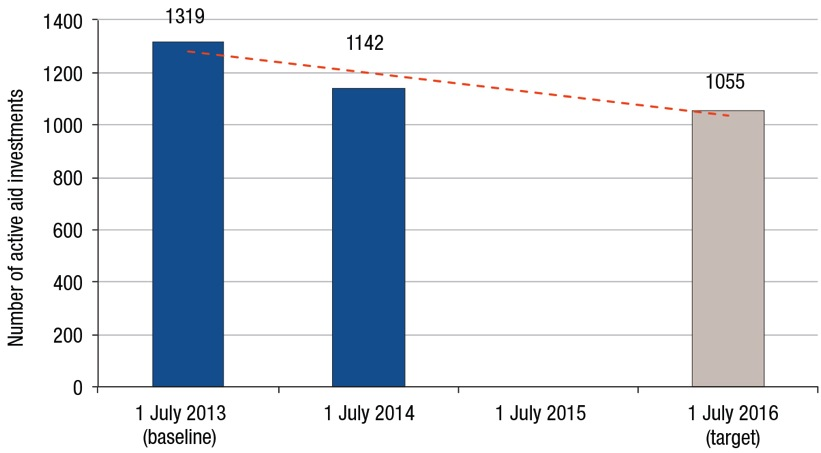 Number of active aid investments
1400
1200
1000
800
600
400
200
0
1319
1142
1055
1 July 2013
(baseline)
1 July 2014
1 July 2015
1 July 2016
(target)